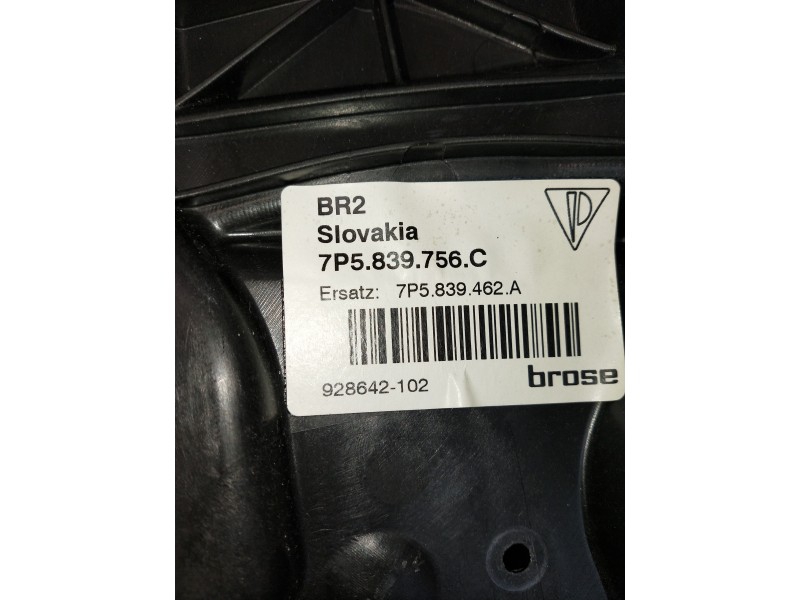 BR2
Slovakia
7P5.839.756.C
Ersatz: 7P5.839.462.A
928642-102
brose